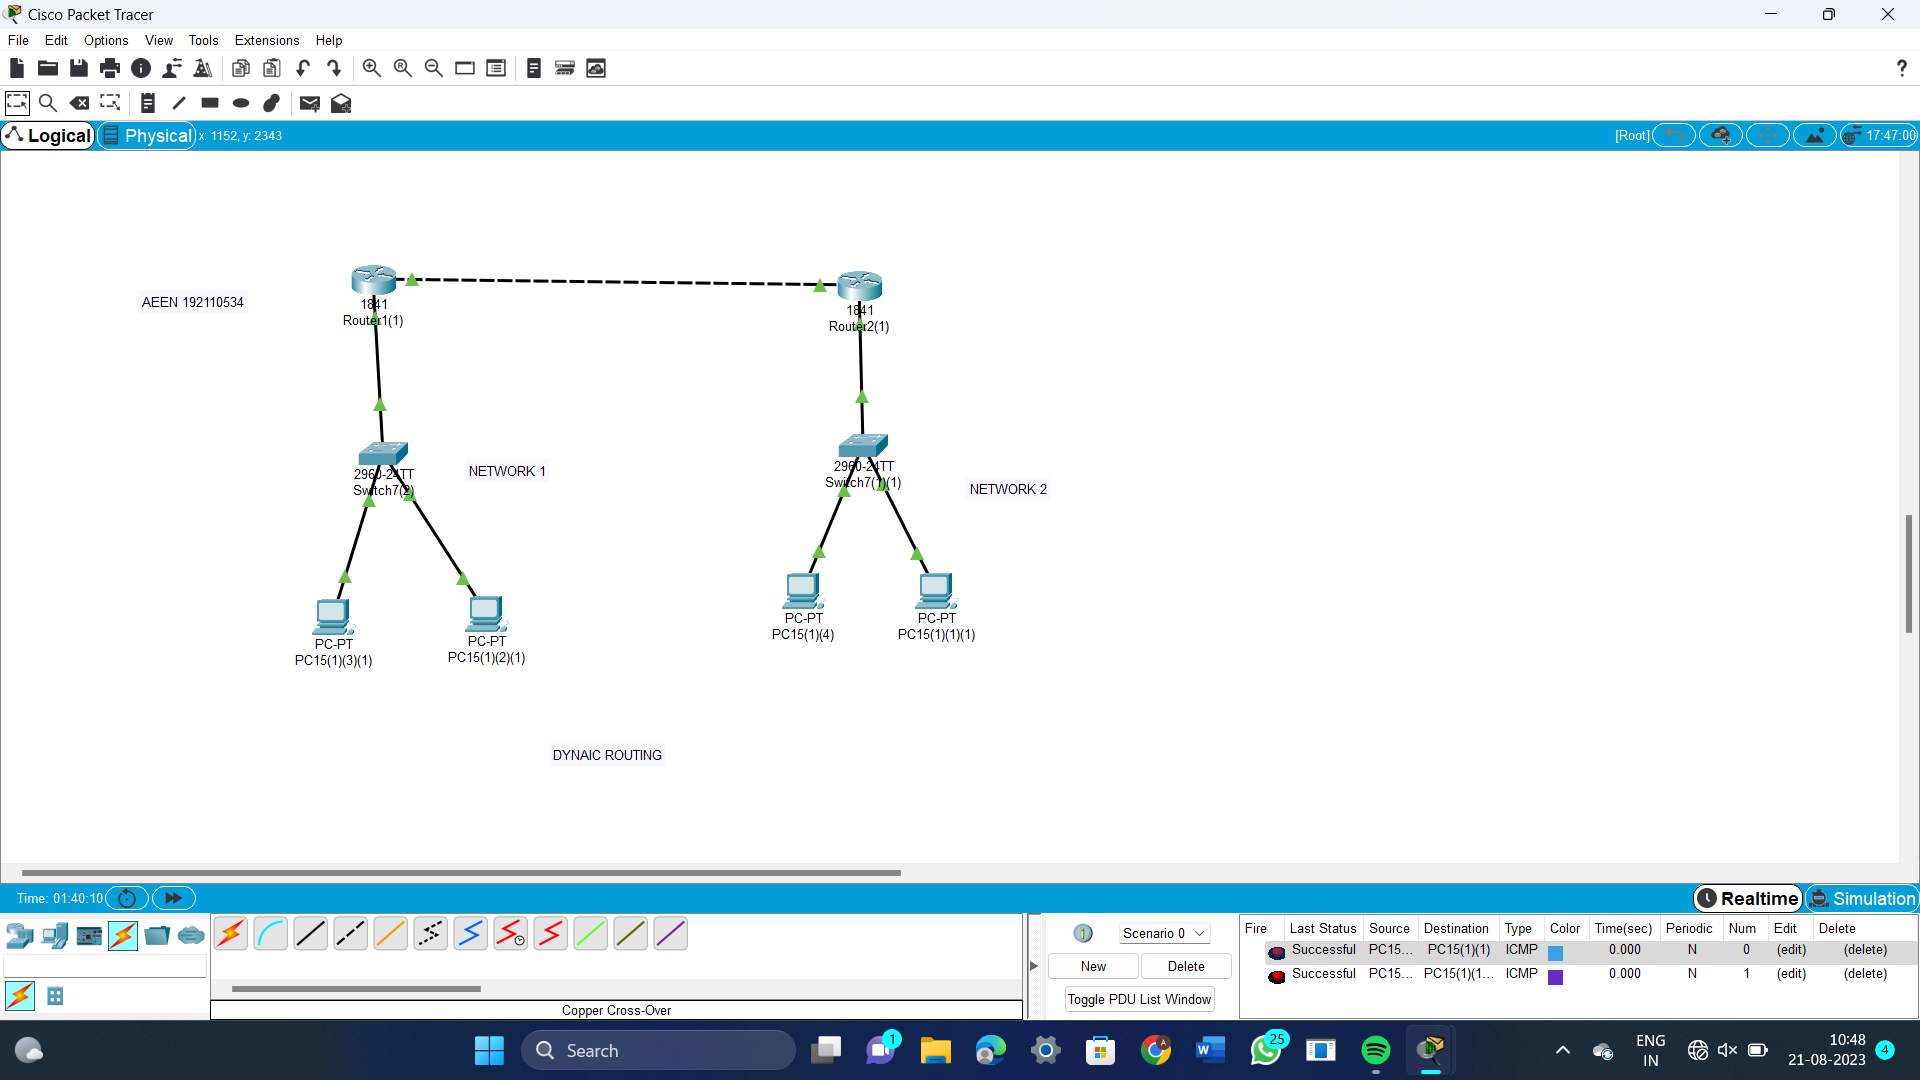 Cisco Packet Tracer
File Edit Options View Tools Extensions Help
?
Logical Physical x: 1152, y: 2343 [Root] 17:47:00
AEEN 192110534
1841
Router1(1)
1841
Router2(1)
2960-24TT
Switch7(2)
NETWORK 1
2960-24TT
Switch7(1)(1)
NETWORK 2
PC-PT
PC15(1)(3)(1)
PC-PT
PC15(1)(2)(1)
PC-PT
PC15(1)(4)
PC-PT
PC15(1)(1)(1)
DYNAIC ROUTING
Time: 01:40:10 Realtime Simulation
Scenario 0
New Delete
Toggle PDU List Window
Fire Last Status Source Destination Type Color Time(sec) Periodic Num Edit Delete
Successful PC15... PC15(1)(1) ICMP 0.000 N 0 (edit) (delete)
Successful PC15... PC15(1)(1... ICMP 0.000 N 1 (edit) (delete)
Copper Cross-Over
Search
1
25
ENG
IN
10:48
21-08-2023
4